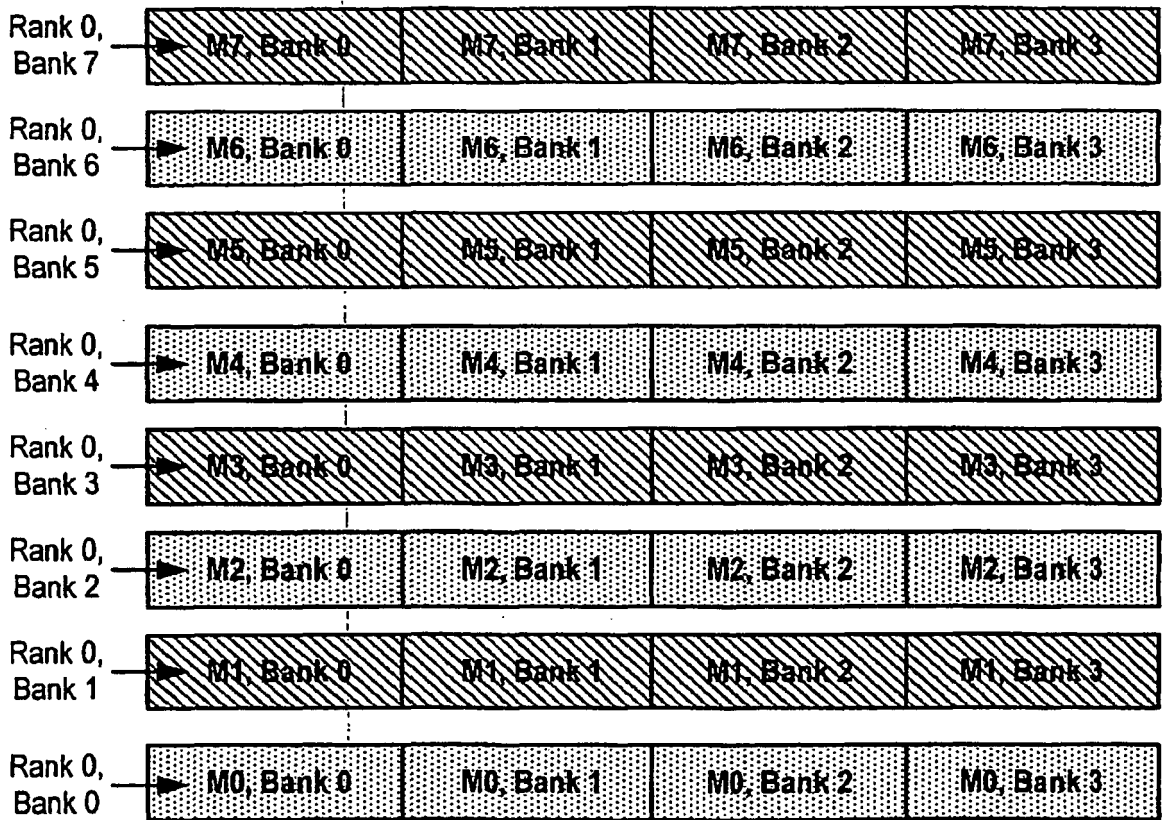 Rank 0,
Bank 7
M7, Bank 0 M7, Bank 1 M7, Bank 2 M7, Bank 3
Rank 0,
Bank 6
M6, Bank 0 M6, Bank 1 M6, Bank 2 M6, Bank 3
Rank 0,
Bank 5
M5, Bank 0 M5, Bank 1 M5, Bank 2 M5, Bank 3
Rank 0,
Bank 4
M4, Bank 0 M4, Bank 1 M4, Bank 2 M4, Bank 3
Rank 0,
Bank 3
M3, Bank 0 M3, Bank 1 M3, Bank 2 M3, Bank 3
Rank 0,
Bank 2
M2, Bank 0 M2, Bank 1 M2, Bank 2 M2, Bank 3
Rank 0,
Bank 1
M1, Bank 0 M1, Bank 1 M1, Bank 2 M1, Bank 3
Rank 0,
Bank 0
M0, Bank 0 M0, Bank 1 M0, Bank 2 M0, Bank 3